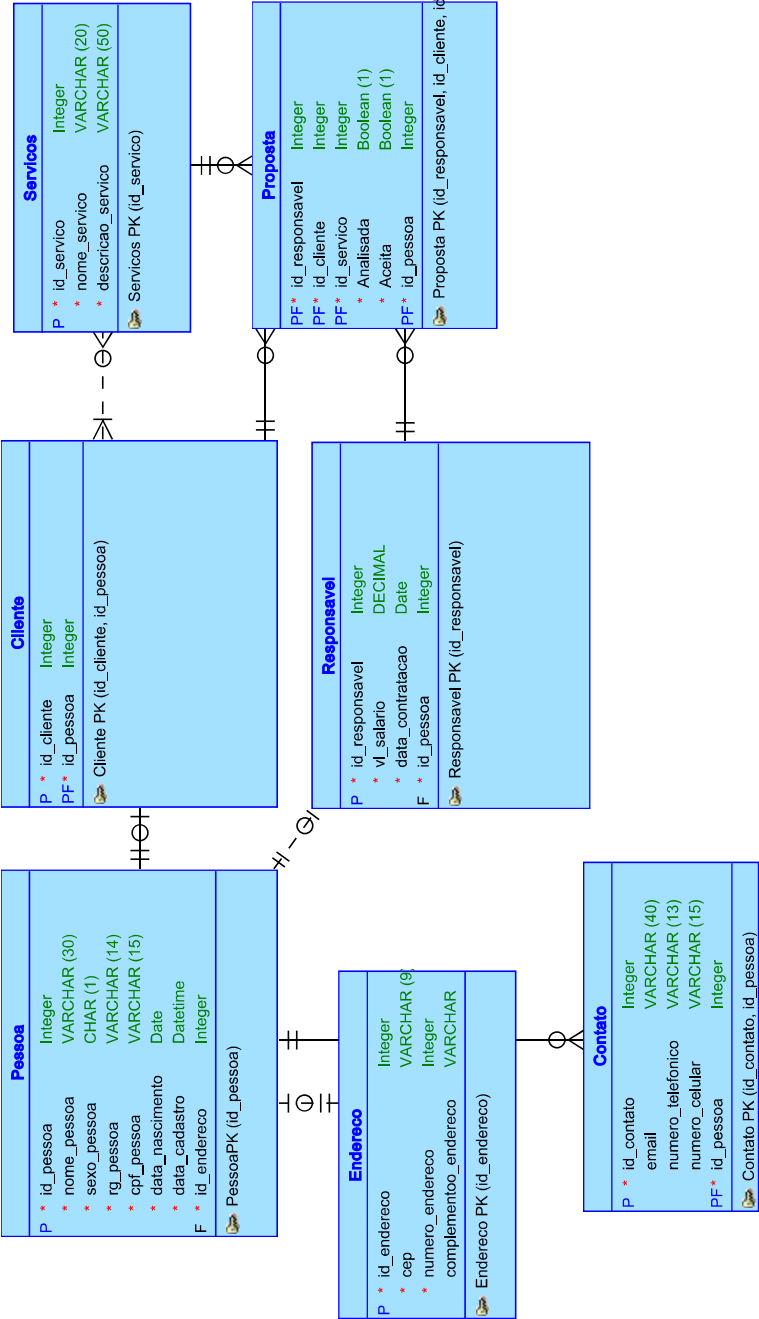 Pessoa
P * id_pessoa Integer
* nome_pessoa VARCHAR (30)
* sexo_pessoa CHAR (1)
* rg_pessoa VARCHAR (14)
* cpf_pessoa VARCHAR (15)
* data_nascimento Date
* data_cadastro Datetime
F * id_endereco Integer
PessoaPK (id_pessoa)
Cliente
P * id_cliente Integer
PF * id_pessoa Integer
Cliente PK (id_cliente, id_pessoa)
Servicos
P * id_servico Integer
* nome_servico VARCHAR (20)
* descricao_servico VARCHAR (50)
Servicos PK (id_servico)
Proposta
PF * id_responsavel Integer
PF * id_cliente Integer
PF * id_servico Integer
* Analisada Boolean (1)
* Aceita Boolean (1)
PF * id_pessoa Integer
Proposta PK (id_responsavel, id_cliente, id
Responsavel
P * id_responsavel Integer
* vl_salario DECIMAL
* data_contratacao Date
F * id_pessoa Integer
Responsavel PK (id_responsavel)
Endereco
P * id_endereco Integer
* cep VARCHAR (9)
* numero_endereco Integer
complementoo_endereco VARCHAR
Endereco PK (id_endereco)
Contato
P * id_contato Integer
email VARCHAR (40)
numero_telefonico VARCHAR (13)
numero_celular VARCHAR (15)
PF * id_pessoa Integer
Contato PK (id_contato, id_pessoa)